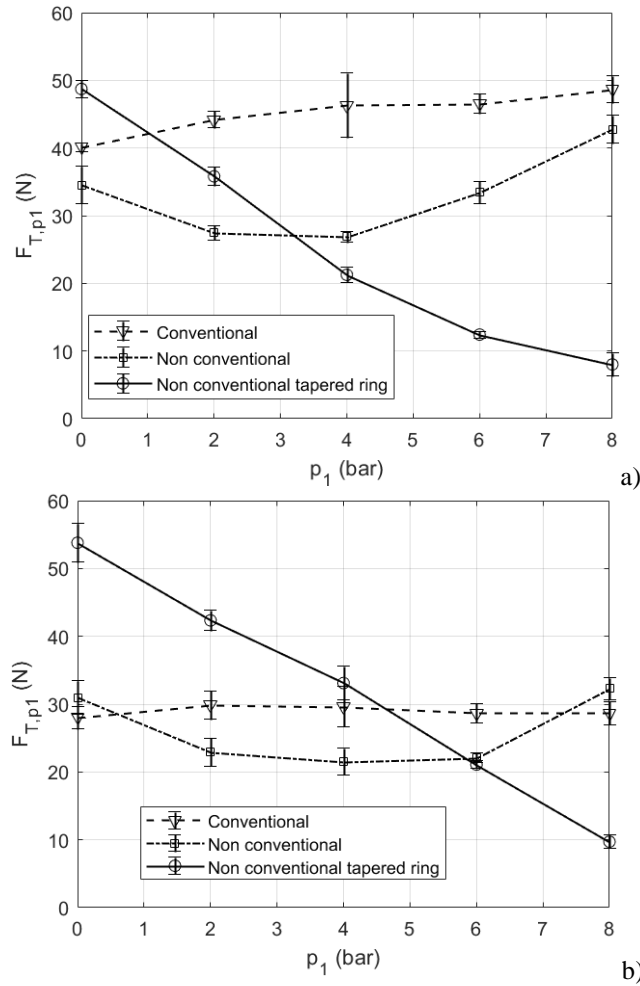 60
50
40
30
20
10
0
F_T,p1 (N)
Conventional
Non conventional
Non conventional tapered ring
0 1 2 3 4 5 6 7 8
p_1 (bar)
a)
60
50
40
30
20
10
0
F_T,p1 (N)
Conventional
Non conventional
Non conventional tapered ring
0 1 2 3 4 5 6 7 8
p_1 (bar)
b)